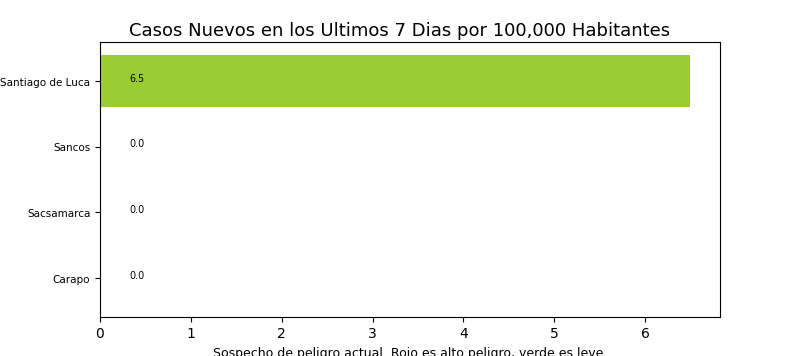 Casos Nuevos en los Ultimos 7 Dias por 100,000 Habitantes
Santiago de Luca
6.5
Sancos
0.0
Sacsamarca
0.0
Carapo
0.0
0 1 2 3 4 5 6
Sospecho de peligro actual. Rojo es alto peligro, verde es leve